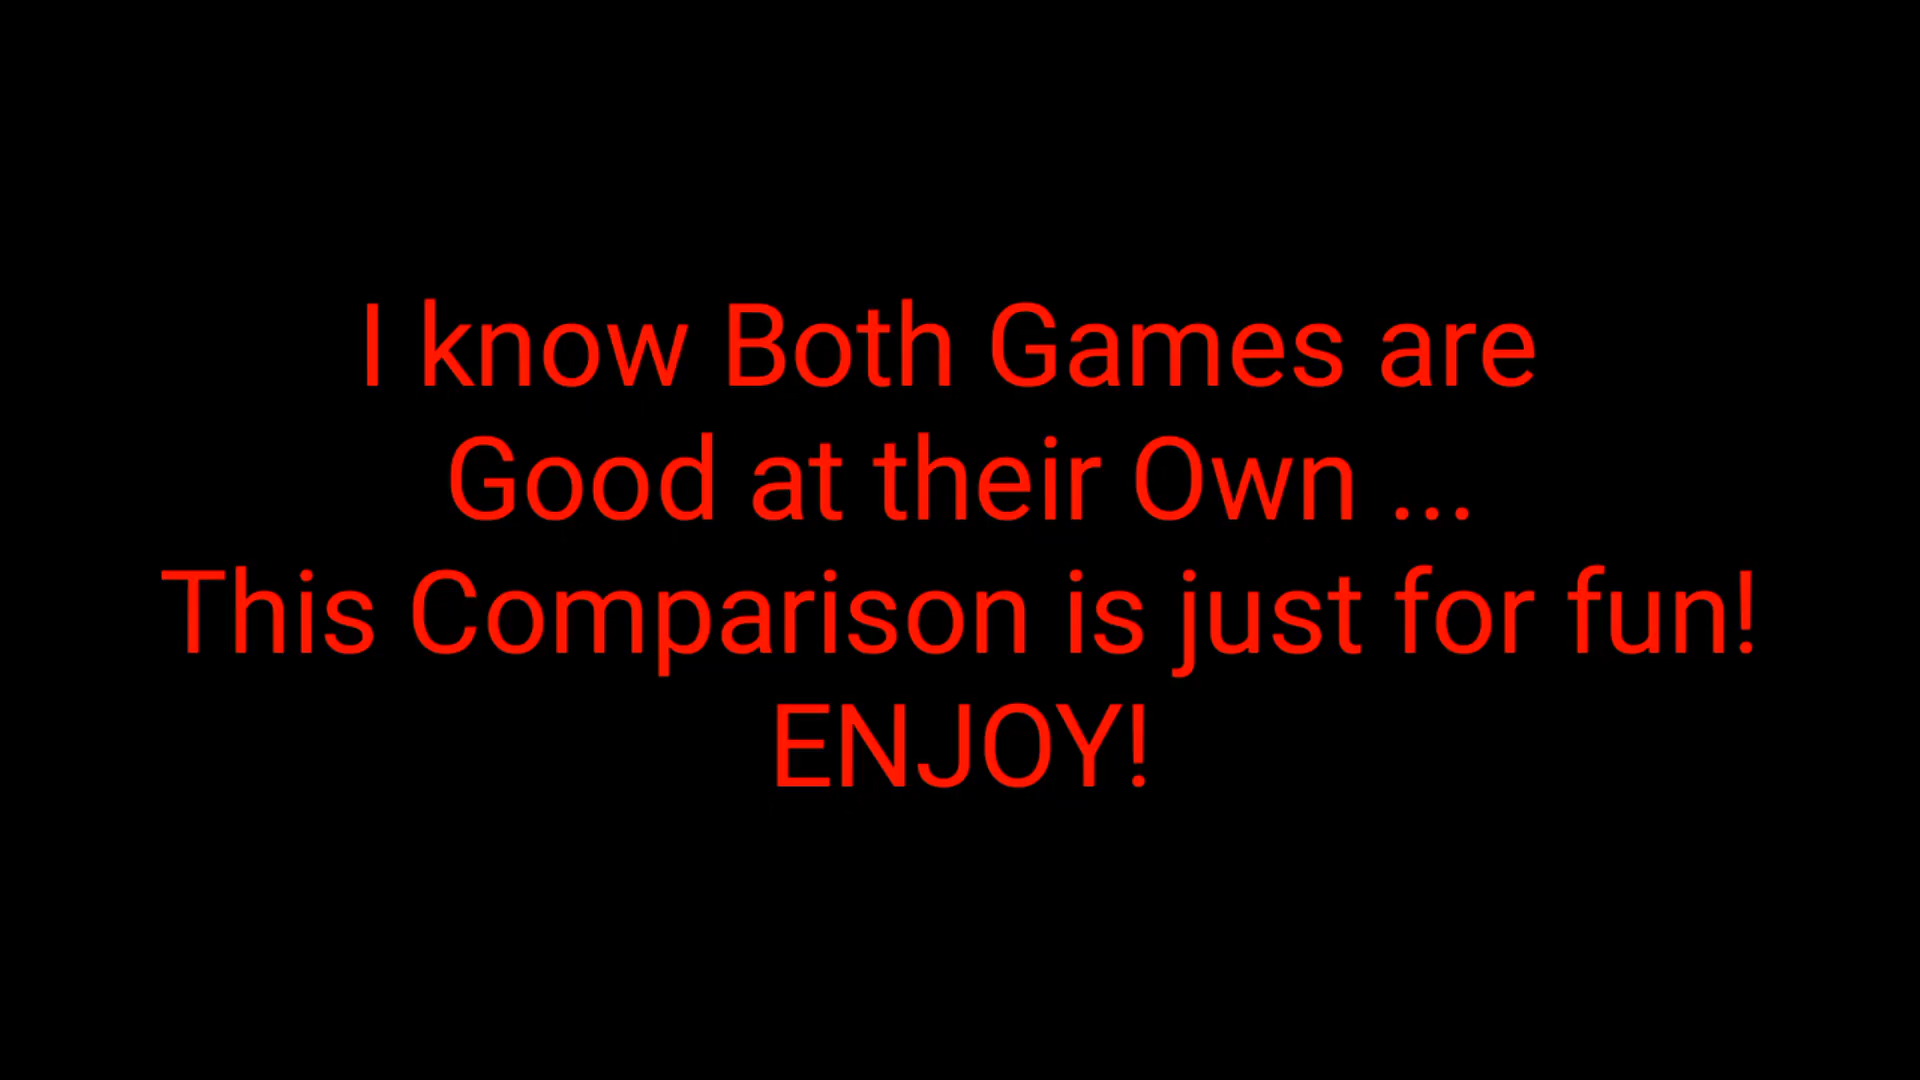 I know Both Games are
Good at their Own ...
This Comparison is just for fun!
ENJOY!